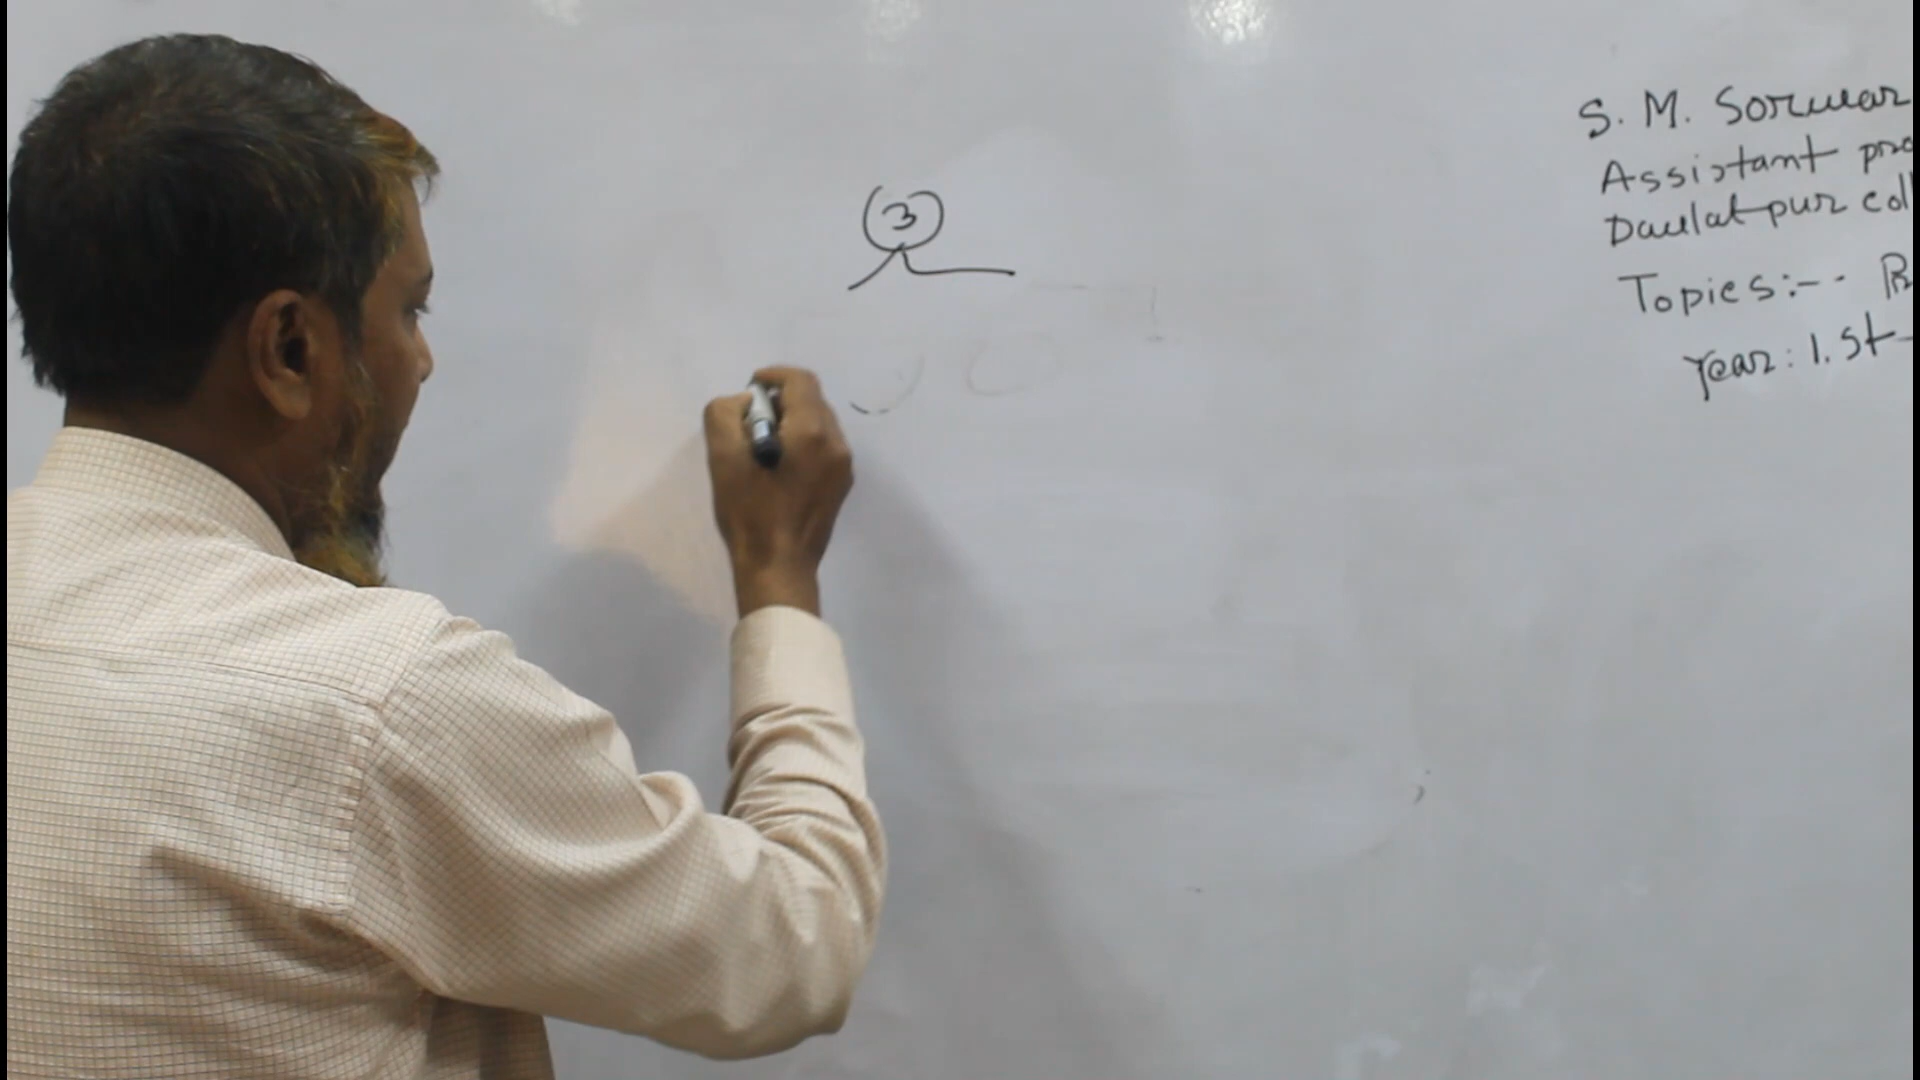 3
S. M. Sorwar
Assistant pro
Daulatpur col
Topics:--
Year: 1.st-